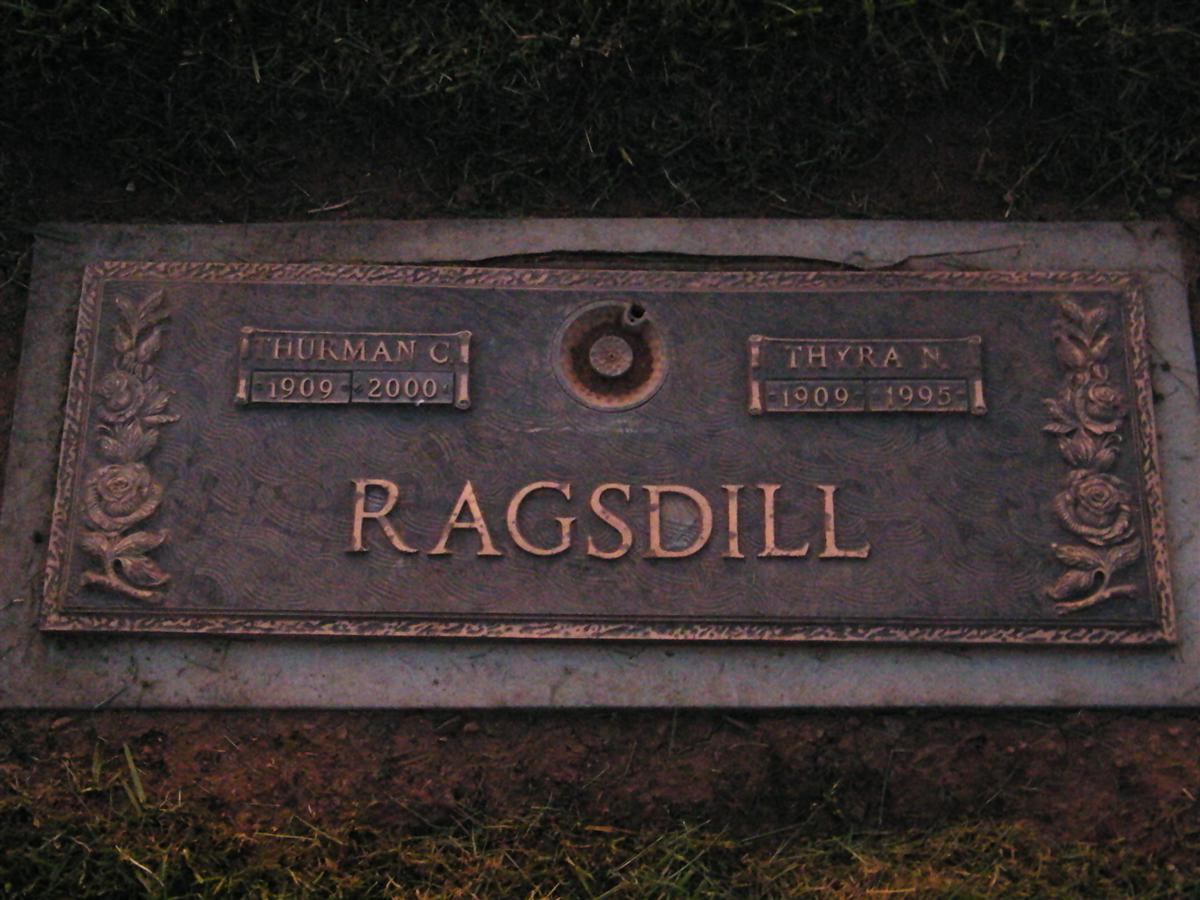 THURMAN C.
1909 2000
THYRA N.
1909 1995
RAGSDILL